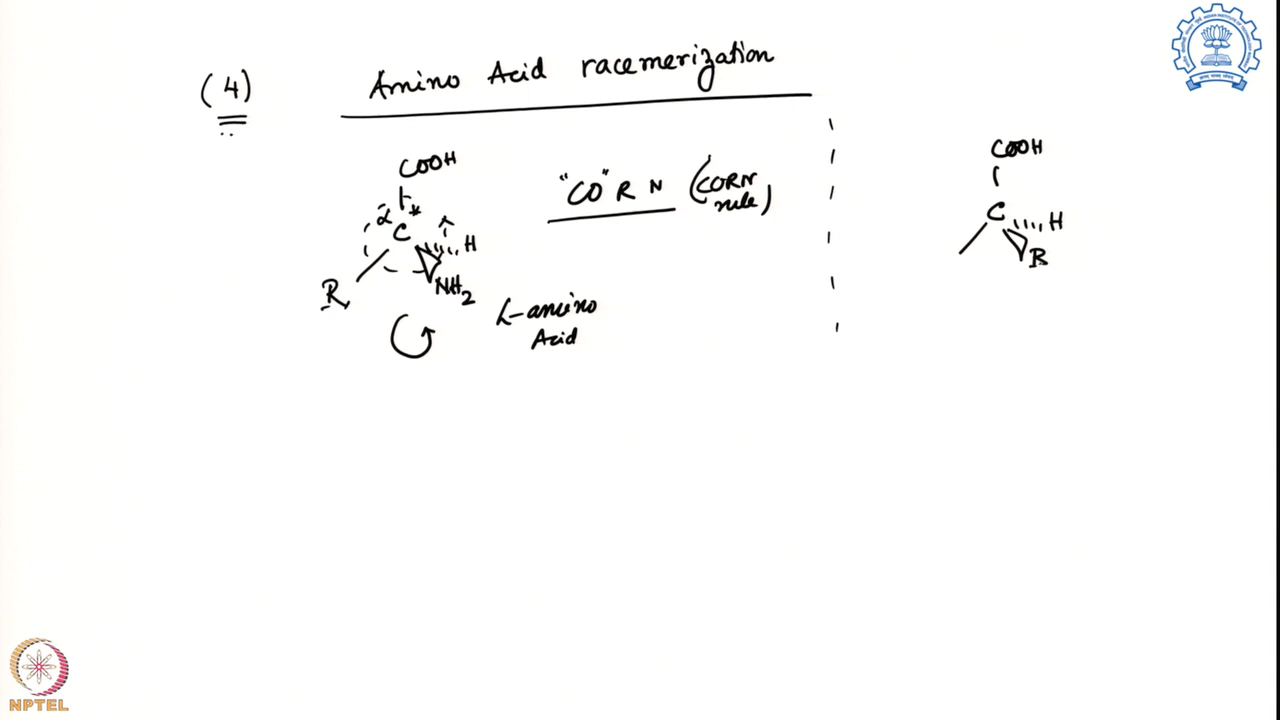 (4) Amino Acid racemerization
COOH
α
*
C
H
R
NH2
"CO" R N (CORN
rule)
L-amino
Acid
COOH
C
H
R
NPTEL